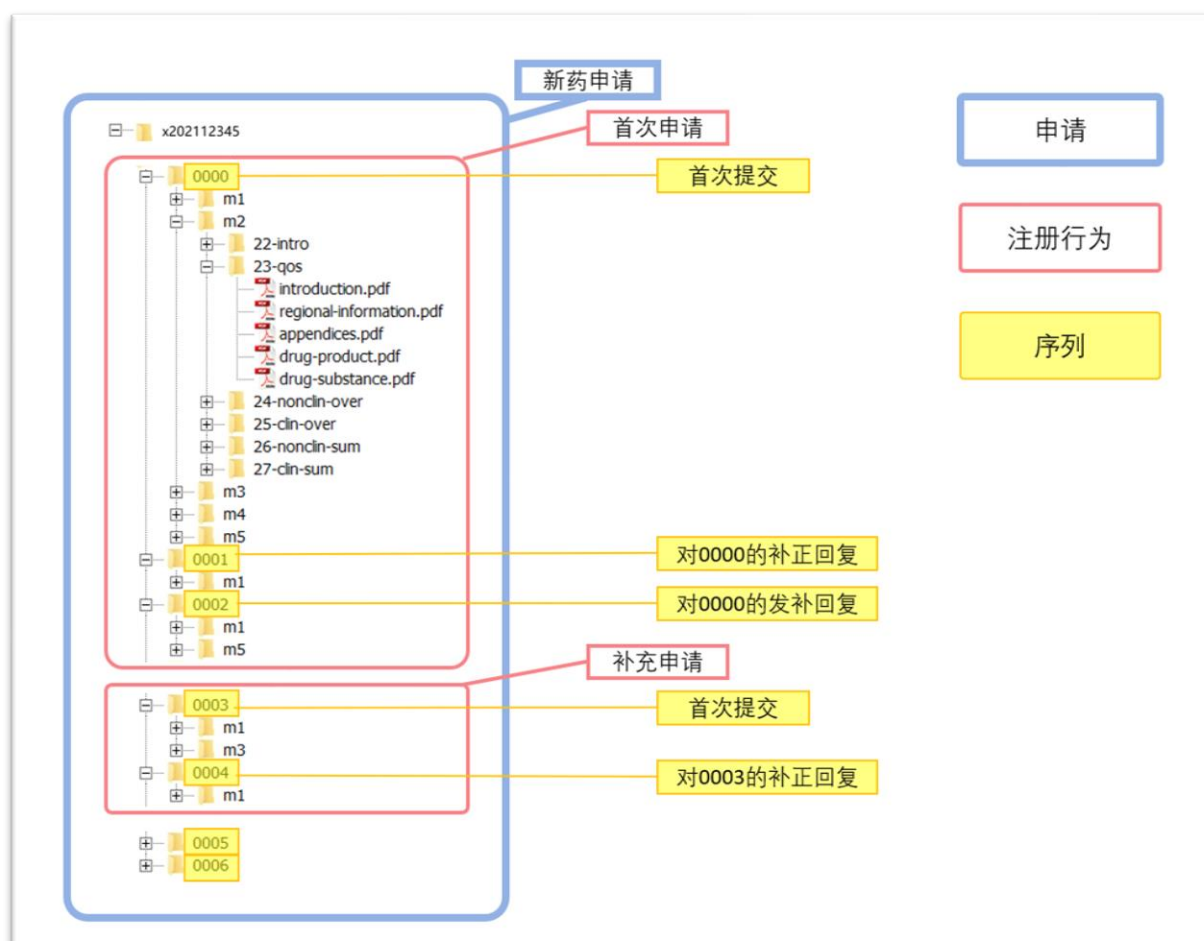 新药申请
x202112345
首次申请
申请
0000
首次提交
m1
m2
注册行为
22-intro
23-qos
introduction.pdf
regional-information.pdf
appendices.pdf
drug-product.pdf
drug-substance.pdf
序列
24-nonclin-over
25-clin-over
26-nonclin-sum
27-clin-sum
m3
m4
m5
0001
对0000的补正回复
m1
0002
对0000的发补回复
m1
m5
补充申请
0003
首次提交
m1
m3
0004
对0003的补正回复
m1
0005
0006